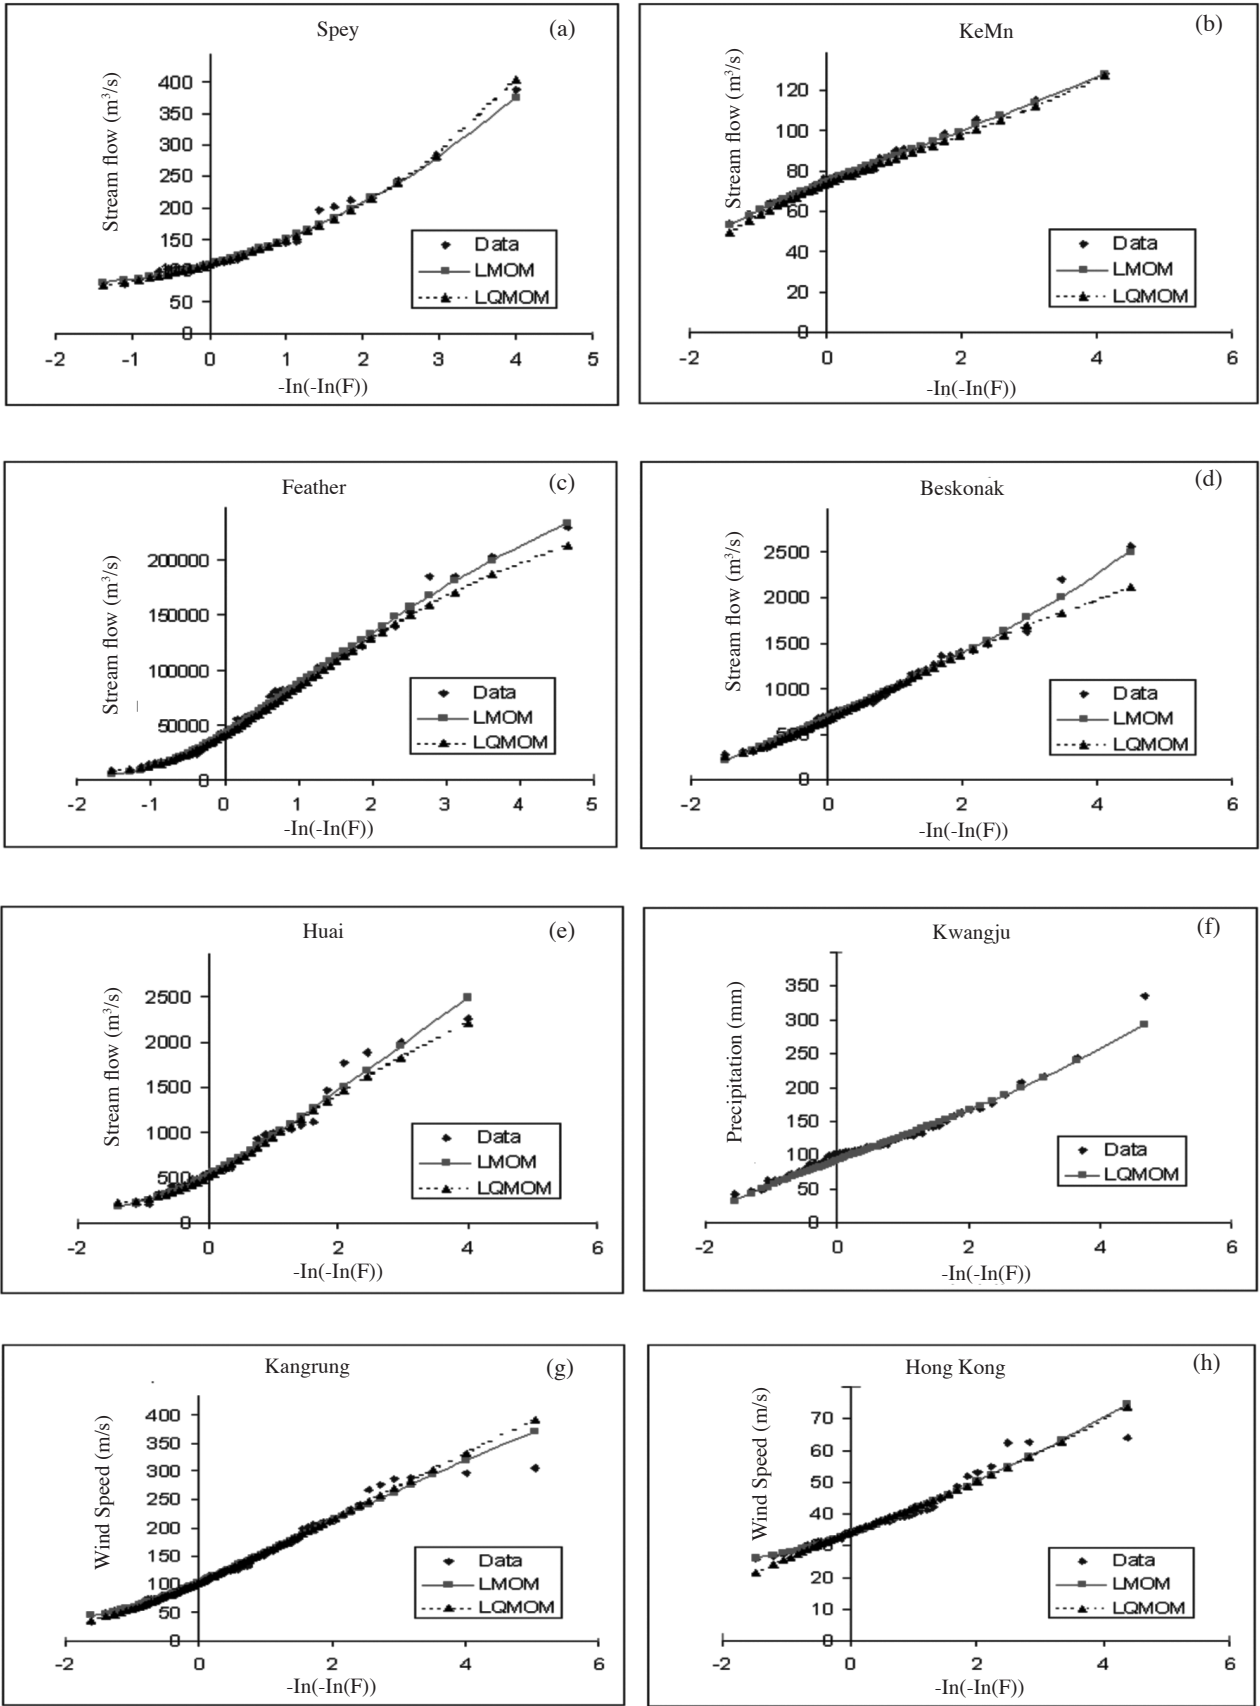 Spey
(a)
Stream flow (m³/s)
400
350
300
250
200
150
100
50
0
-2 -1 0 1 2 3 4 5
-In(-In(F))
Data
LMOM
LQMOM
KeMn
(b)
Stream flow (m³/s)
120
100
80
60
40
20
0
-2 0 2 4 6
-In(-In(F))
Data
LMOM
LQMOM
Feather
(c)
Stream flow (m³/s)
200000
150000
100000
50000
0
-2 -1 0 1 2 3 4 5
-In(-In(F))
Data
LMOM
LQMOM
Beskonak
(d)
Stream flow (m³/s)
2500
2000
1500
1000
500
0
-2 0 2 4 6
-In(-In(F))
Data
LMOM
LQMOM
Huai
(e)
Stream flow (m³/s)
2500
2000
1500
1000
500
0
-2 0 2 4 6
-In(-In(F))
Data
LMOM
LQMOM
Kwangju
(f)
Precipitation (mm)
350
300
250
200
150
100
50
0
-2 0 2 4 6
-In(-In(F))
Data
LQMOM
Kangrung
(g)
Wind Speed (m/s)
400
350
300
250
200
150
100
50
0
-2 0 2 4 6
-In(-In(F))
Data
LMOM
LQMOM
Hong Kong
(h)
Wind Speed (m/s)
70
60
50
40
30
20
10
0
-2 0 2 4 6
-In(-In(F))
Data
LMOM
LQMOM